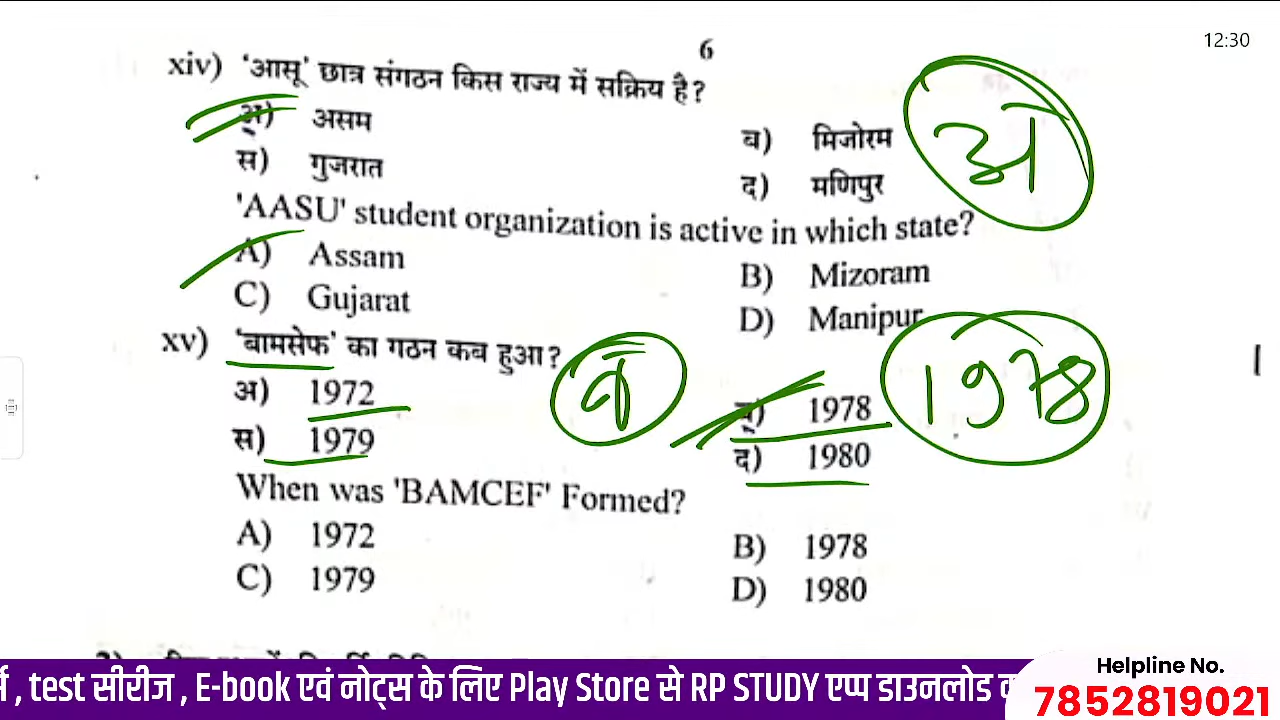 12:30
6
xiv) 'आसू' छात्र संगठन किस राज्य में सक्रिय है?
अ) असम
ब) मिजोरम
स) गुजरात
द) मणिपुर
अ
'AASU' student organization is active in which state?
A) Assam
B) Mizoram
C) Gujarat
D) Manipur
xv) 'बामसेफ' का गठन कब हुआ?
ब
1978
अ) 1972
ब) 1978
स) 1979
द) 1980
When was 'BAMCEF' Formed?
A) 1972
B) 1978
C) 1979
D) 1980
, test सीरीज , E-book एवं नोट्स के लिए Play Store से RP STUDY एप्प डाउनलोड
Helpline No.
7852819021